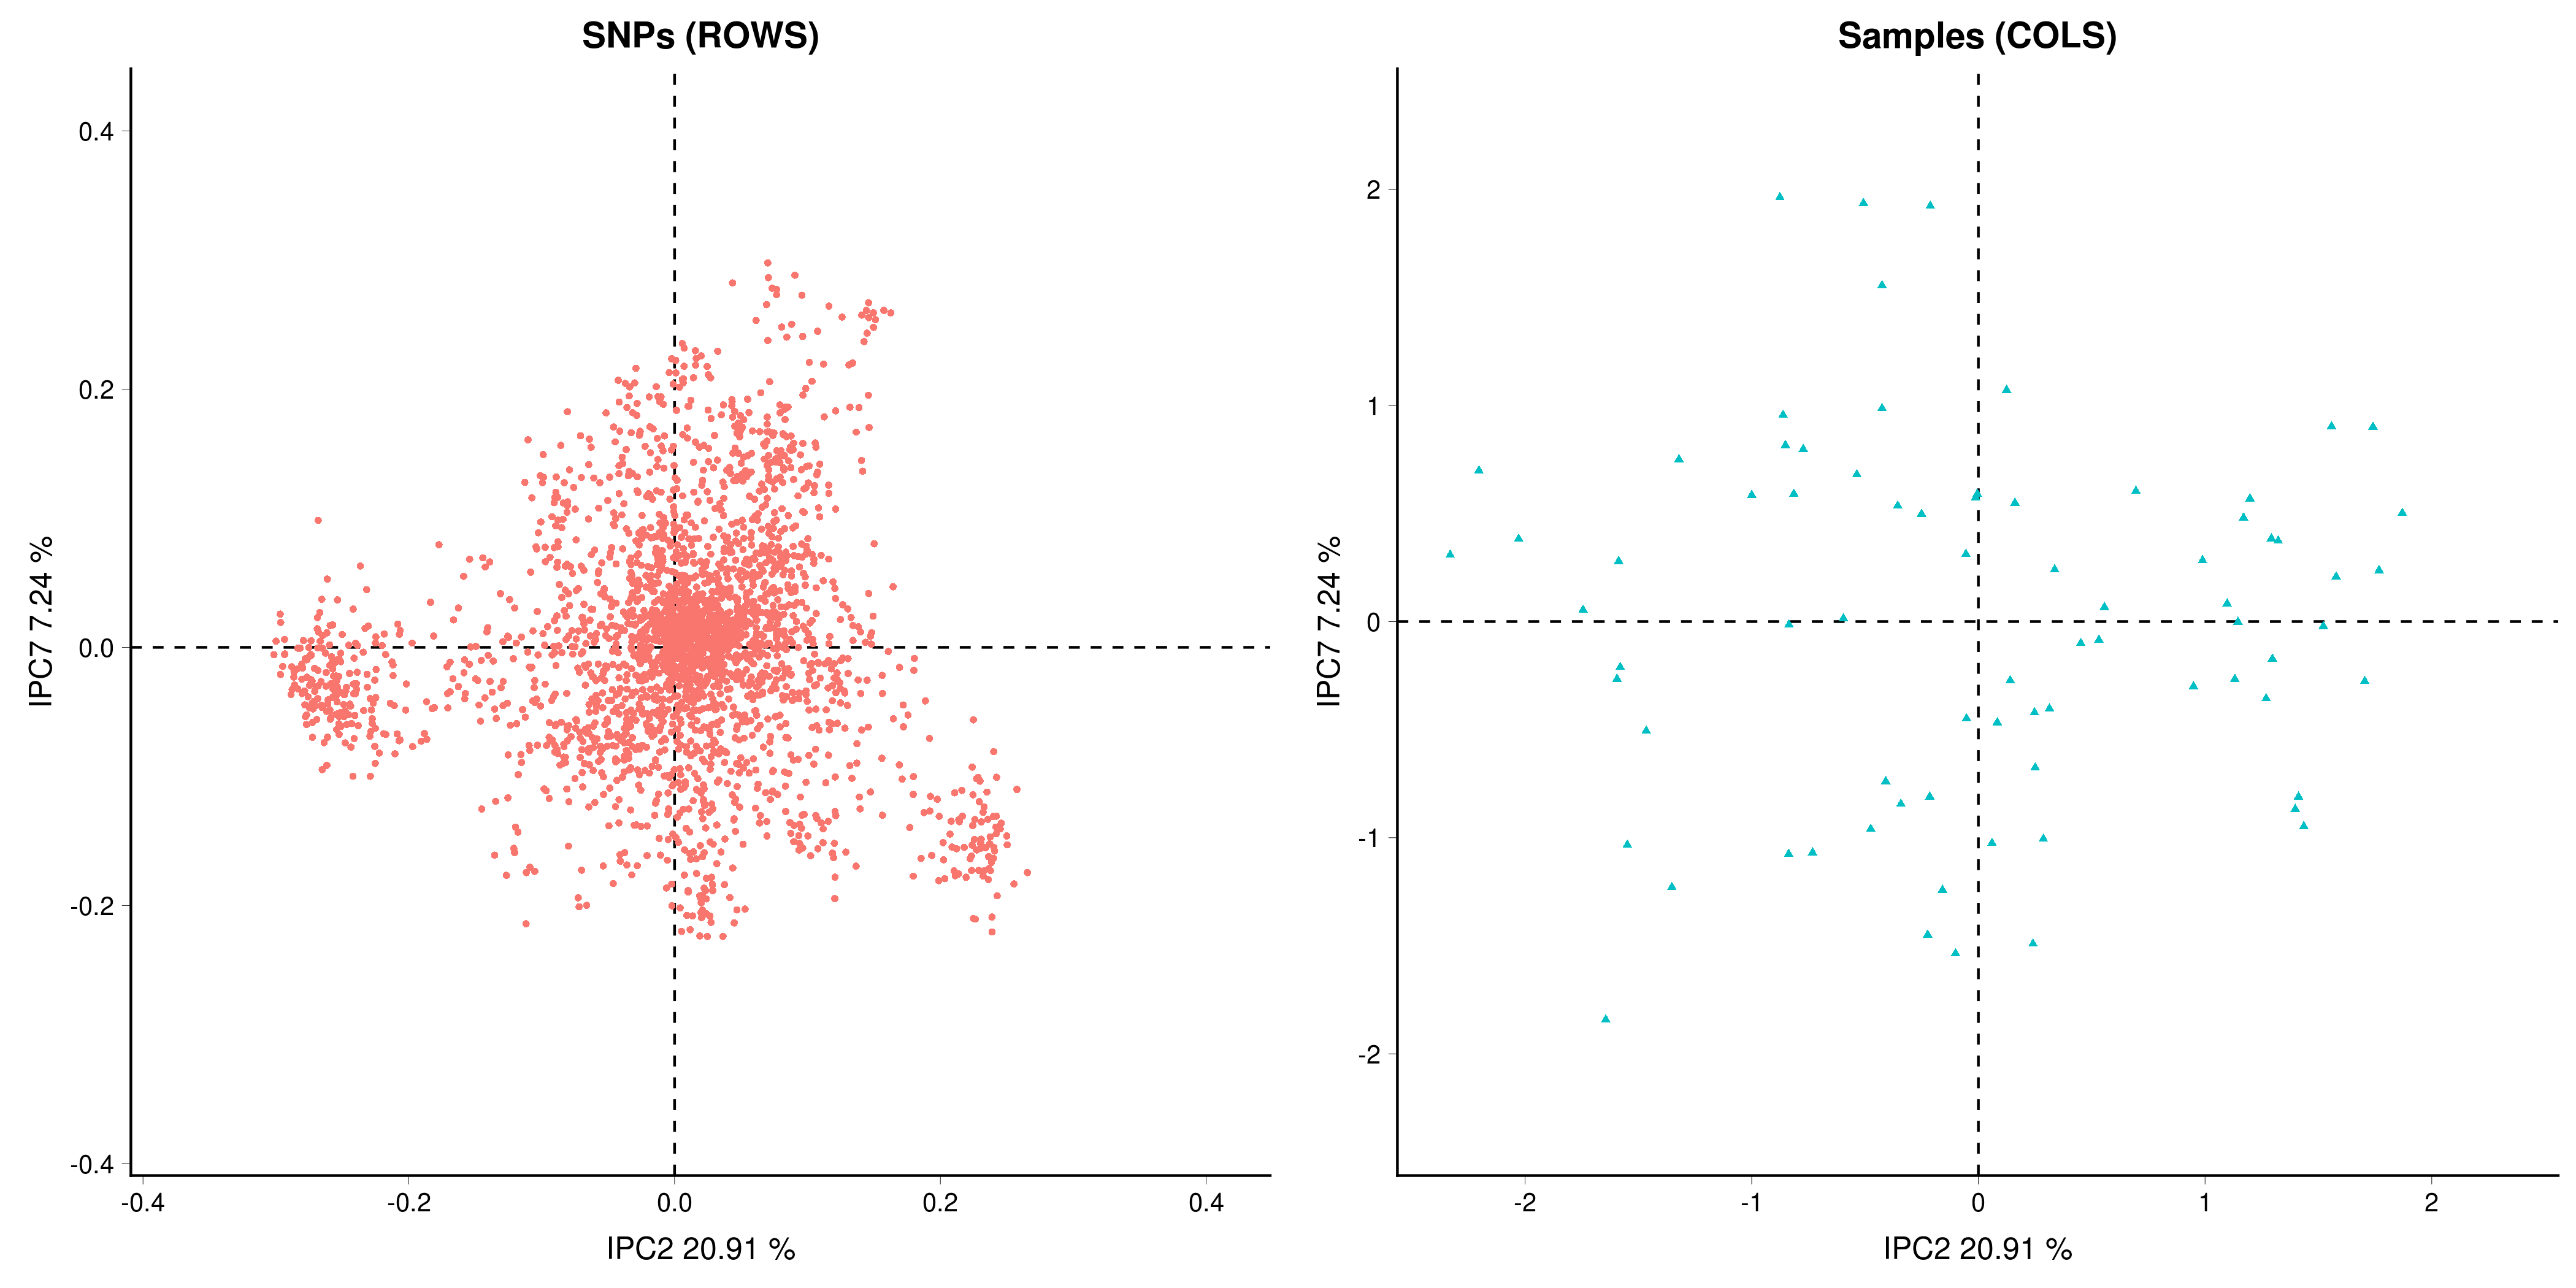 SNPs (ROWS)
IPC7 7.24 %
0.4
0.2
0.0
-0.2
-0.4
-0.4 -0.2 0.0 0.2 0.4
IPC2 20.91 %
Samples (COLS)
IPC7 7.24 %
2
1
0
-1
-2
-2 -1 0 1 2
IPC2 20.91 %